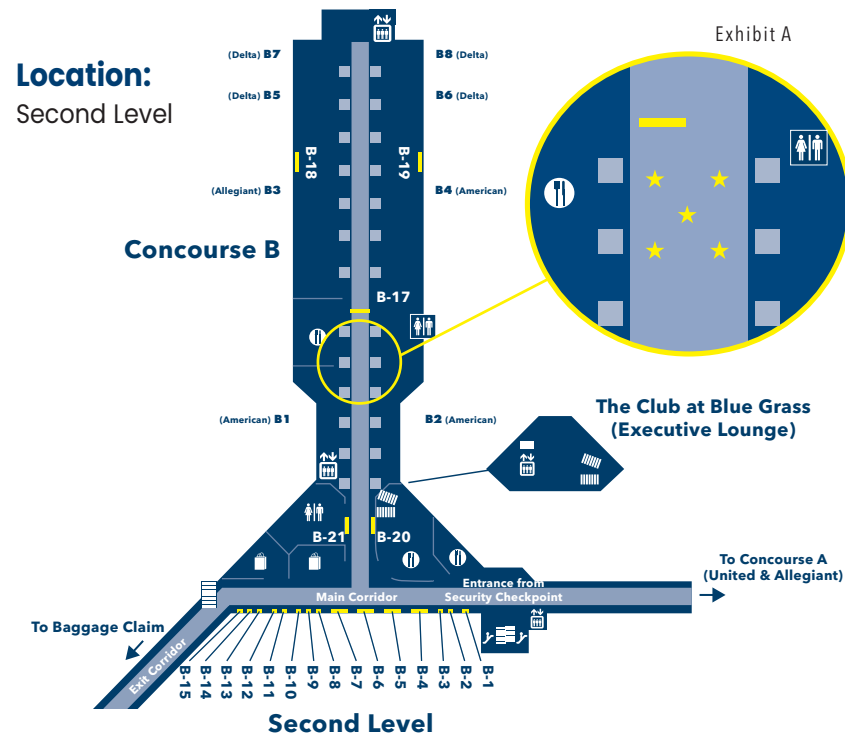 Exhibit A
Location:
Second Level
(Delta) B7
B8 (Delta)
(Delta) B5
B6 (Delta)
B-18
B-19
(Allegiant) B3
B4 (American)
Concourse B
B-17
(American) B1
B2 (American)
The Club at Blue Grass
(Executive Lounge)
B-21
B-20
To Concourse A
(United & Allegiant)
Entrance from
Security Checkpoint
Main Corridor
To Baggage Claim
Exit Corridor
B-15
B-14
B-13
B-12
B-11
B-10
B-9
B-8
B-7
B-6
B-5
B-4
B-3
B-2
B-1
Second Level